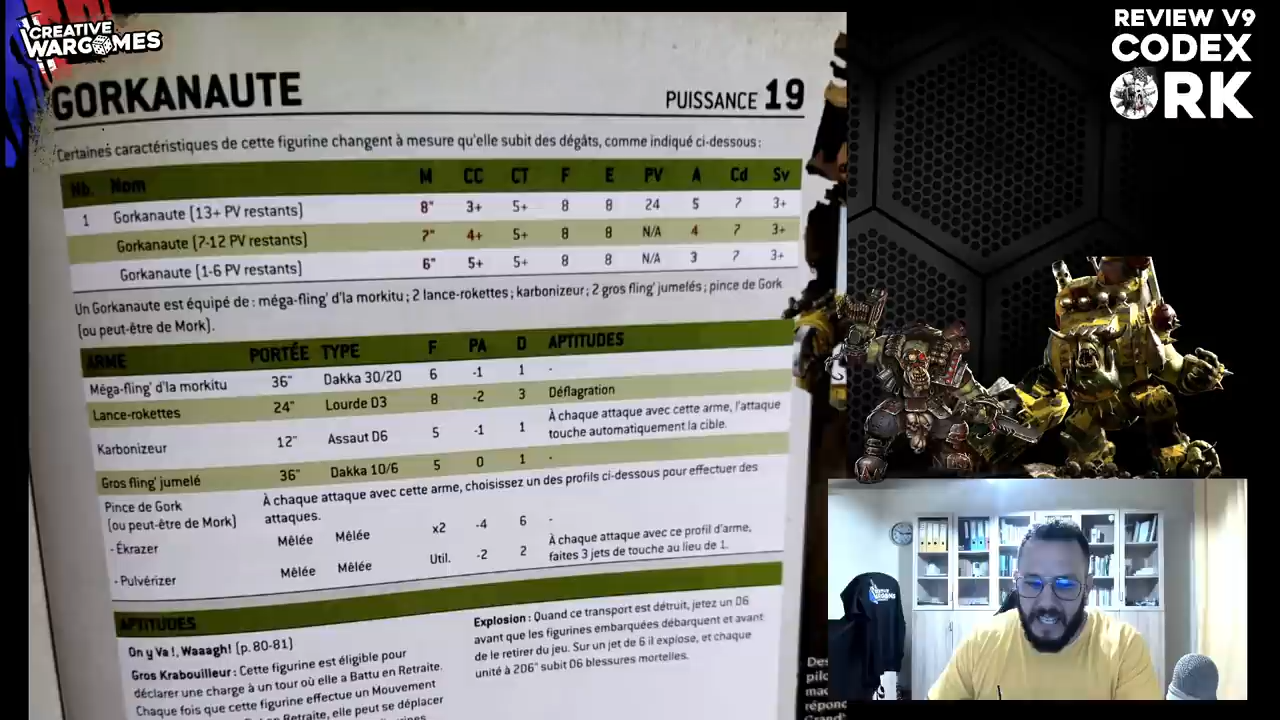 CREATIVE
WARGAMES
REVIEW V9
CODEX
ORK
GORKANAUTE
PUISSANCE 19
Certaines caractéristiques de cette figurine changent à mesure qu'elle subit des dégâts, comme indiqué ci-dessous :
Nb. Nom M CC CT F E PV A Cd Sv
1 Gorkanaute (13+ PV restants) 8" 3+ 5+ 8 8 24 5 7 3+
Gorkanaute (7-12 PV restants) 7" 4+ 5+ 8 8 N/A 4 7 3+
Gorkanaute (1-6 PV restants) 6" 5+ 5+ 8 8 N/A 3 7 3+
Un Gorkanaute est équipé de : méga-fling' d'la morkitu ; 2 lance-rokettes ; karbonizeur ; 2 gros fling' jumelés ; pince de Gork
(ou peut-être de Mork).
ARME PORTÉE TYPE F PA D APTITUDES
Méga-fling' d'la morkitu 36" Dakka 30/20 6 -1 1 -
Lance-rokettes 24" Lourde D3 8 -2 3 Déflagration
Karbonizeur 12" Assaut D6 5 -1 1 À chaque attaque avec cette arme, l'attaque
touche automatiquement la cible.
Gros fling' jumelé 36" Dakka 10/6 5 0 1 -
Pince de Gork
(ou peut-être de Mork)
À chaque attaque avec cette arme, choisissez un des profils ci-dessous pour effectuer des
attaques.
- Ékrazer Mêlée Mêlée x2 -4 6 -
- Pulvérizer Mêlée Mêlée Util. -2 2 À chaque attaque avec ce profil d'arme,
faites 3 jets de touche au lieu de 1.
APTITUDES
On y Va !, Waaagh! (p. 80-81)
Gros Krabouilleur : Cette figurine est éligible pour
déclarer une charge à un tour où elle a Battu en Retraite.
Chaque fois que cette figurine effectue un Mouvement
en Retraite, elle peut se déplacer
Explosion : Quand ce transport est détruit, jetez un D6
avant que les figurines embarquées débarquent et avant
de le retirer du jeu. Sur un jet de 6 il explose, et chaque
unité à 2D6" subit D6 blessures mortelles.